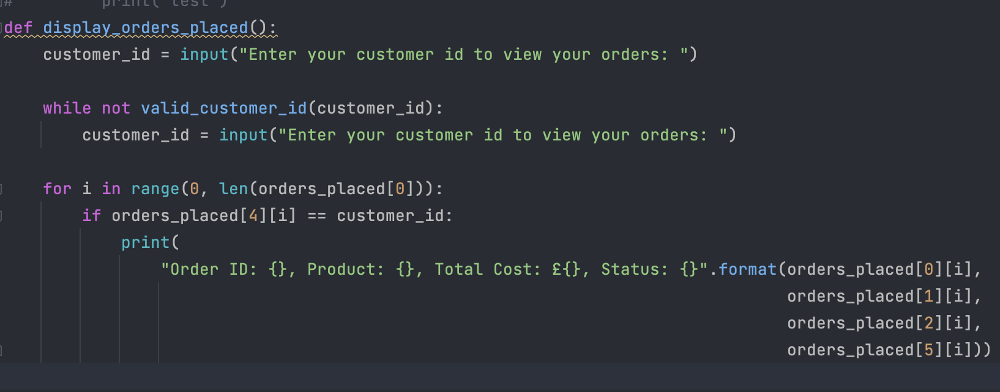 #         print("test")
def display_orders_placed():
    customer_id = input("Enter your customer id to view your orders: ")

    while not valid_customer_id(customer_id):
        customer_id = input("Enter your customer id to view your orders: ")

    for i in range(0, len(orders_placed[0])):
        if orders_placed[4][i] == customer_id:
            print(
                "Order ID: {}, Product: {}, Total Cost: £{}, Status: {}".format(orders_placed[0][i],
                                                                                orders_placed[1][i],
                                                                                orders_placed[2][i],
                                                                                orders_placed[5][i]))